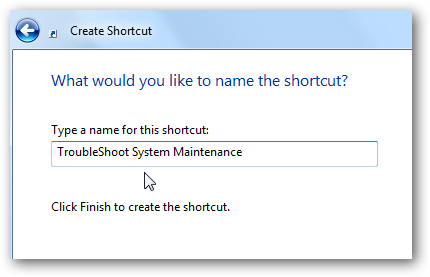 Create Shortcut
What would you like to name the shortcut?
Type a name for this shortcut:
TroubleShoot System Maintenance
Click Finish to create the shortcut.